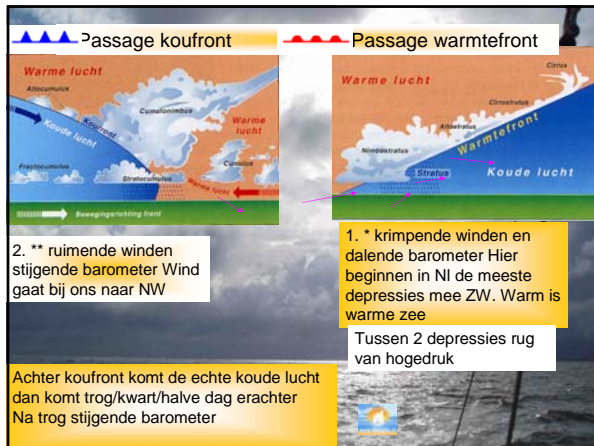 Passage koufront
Passage warmtefront
Warme lucht
Altocumulus
Koufront
Koude lucht
Cumulonimbus
Warme lucht
Fractocumulus
Stratocumulus
Cumulus
Warme lucht
Bewegingsrichting front
Warme lucht
Cirrus
Cirrostratus
Altostratus
Warmtefront
Nimbostratus
Stratus
Koude lucht
2. ** ruimende winden
stijgende barometer Wind
gaat bij ons naar NW
1. * krimpende winden en
dalende barometer Hier
beginnen in Nl de meeste
depressies mee ZW. Warm is
warme zee
Tussen 2 depressies rug
van hogedruk
Achter koufront komt de echte koude lucht
dan komt trog/kwart/halve dag erachter
Na trog stijgende barometer